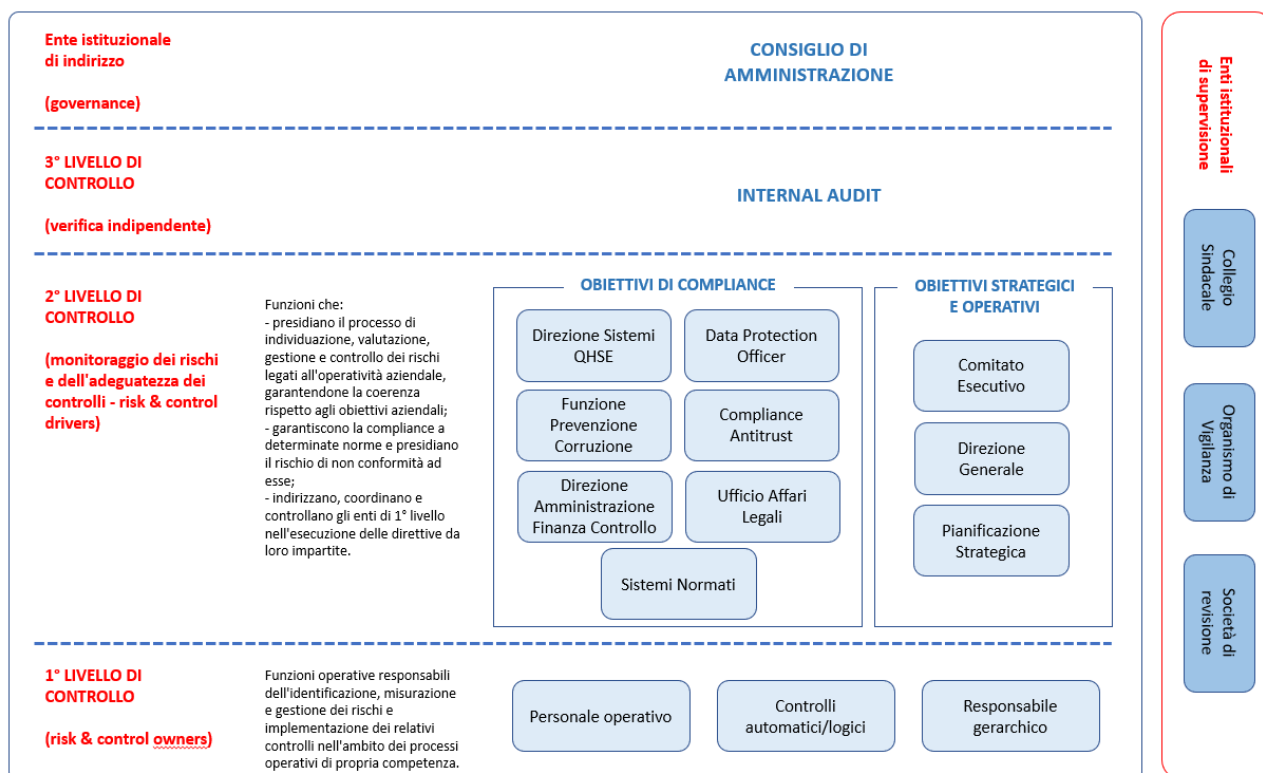 Ente istituzionale
di indirizzo
(governance)
CONSIGLIO DI
AMMINISTRAZIONE
3° LIVELLO DI
CONTROLLO
(verifica indipendente)
INTERNAL AUDIT
2° LIVELLO DI
CONTROLLO
(monitoraggio dei rischi
e dell'adeguatezza dei
controlli - risk & control
drivers)
Funzioni che:
- presidiano il processo di
individuazione, valutazione,
gestione e controllo dei rischi
legati all'operatività aziendale,
garantendone la coerenza
rispetto agli obiettivi aziendali;
- garantiscono la compliance a
determinate norme e presidiano
il rischio di non conformità ad
esse;
- indirizzano, coordinano e
controllano gli enti di 1° livello
nell'esecuzione delle direttive da
loro impartite.
OBIETTIVI DI COMPLIANCE
Direzione Sistemi
QHSE
Data Protection
Officer
Funzione
Prevenzione
Corruzione
Compliance
Antitrust
Direzione
Amministrazione
Finanza Controllo
Ufficio Affari
Legali
Sistemi Normati
OBIETTIVI STRATEGICI
E OPERATIVI
Comitato
Esecutivo
Direzione
Generale
Pianificazione
Strategica
1° LIVELLO DI
CONTROLLO
(risk & control owners)
Funzioni operative responsabili
dell'identificazione, misurazione
e gestione dei rischi e
implementazione dei relativi
controlli nell'ambito dei processi
operativi di propria competenza.
Personale operativo
Controlli
automatici/logici
Responsabile
gerarchico
Enti istituzionali
di supervisione
Collegio
Sindacale
Organismo di
Vigilanza
Società di
revisione